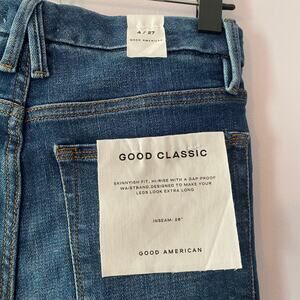 4 / 27
GOOD AMERICAN
GOOD CLASSIC
SKINNYISH FIT, HI-RISE WITH A GAP PROOF
WAISTBAND, DESIGNED TO MAKE YOUR
LEGS LOOK EXTRA LONG
INSEAM: 28"
GOOD AMERICAN